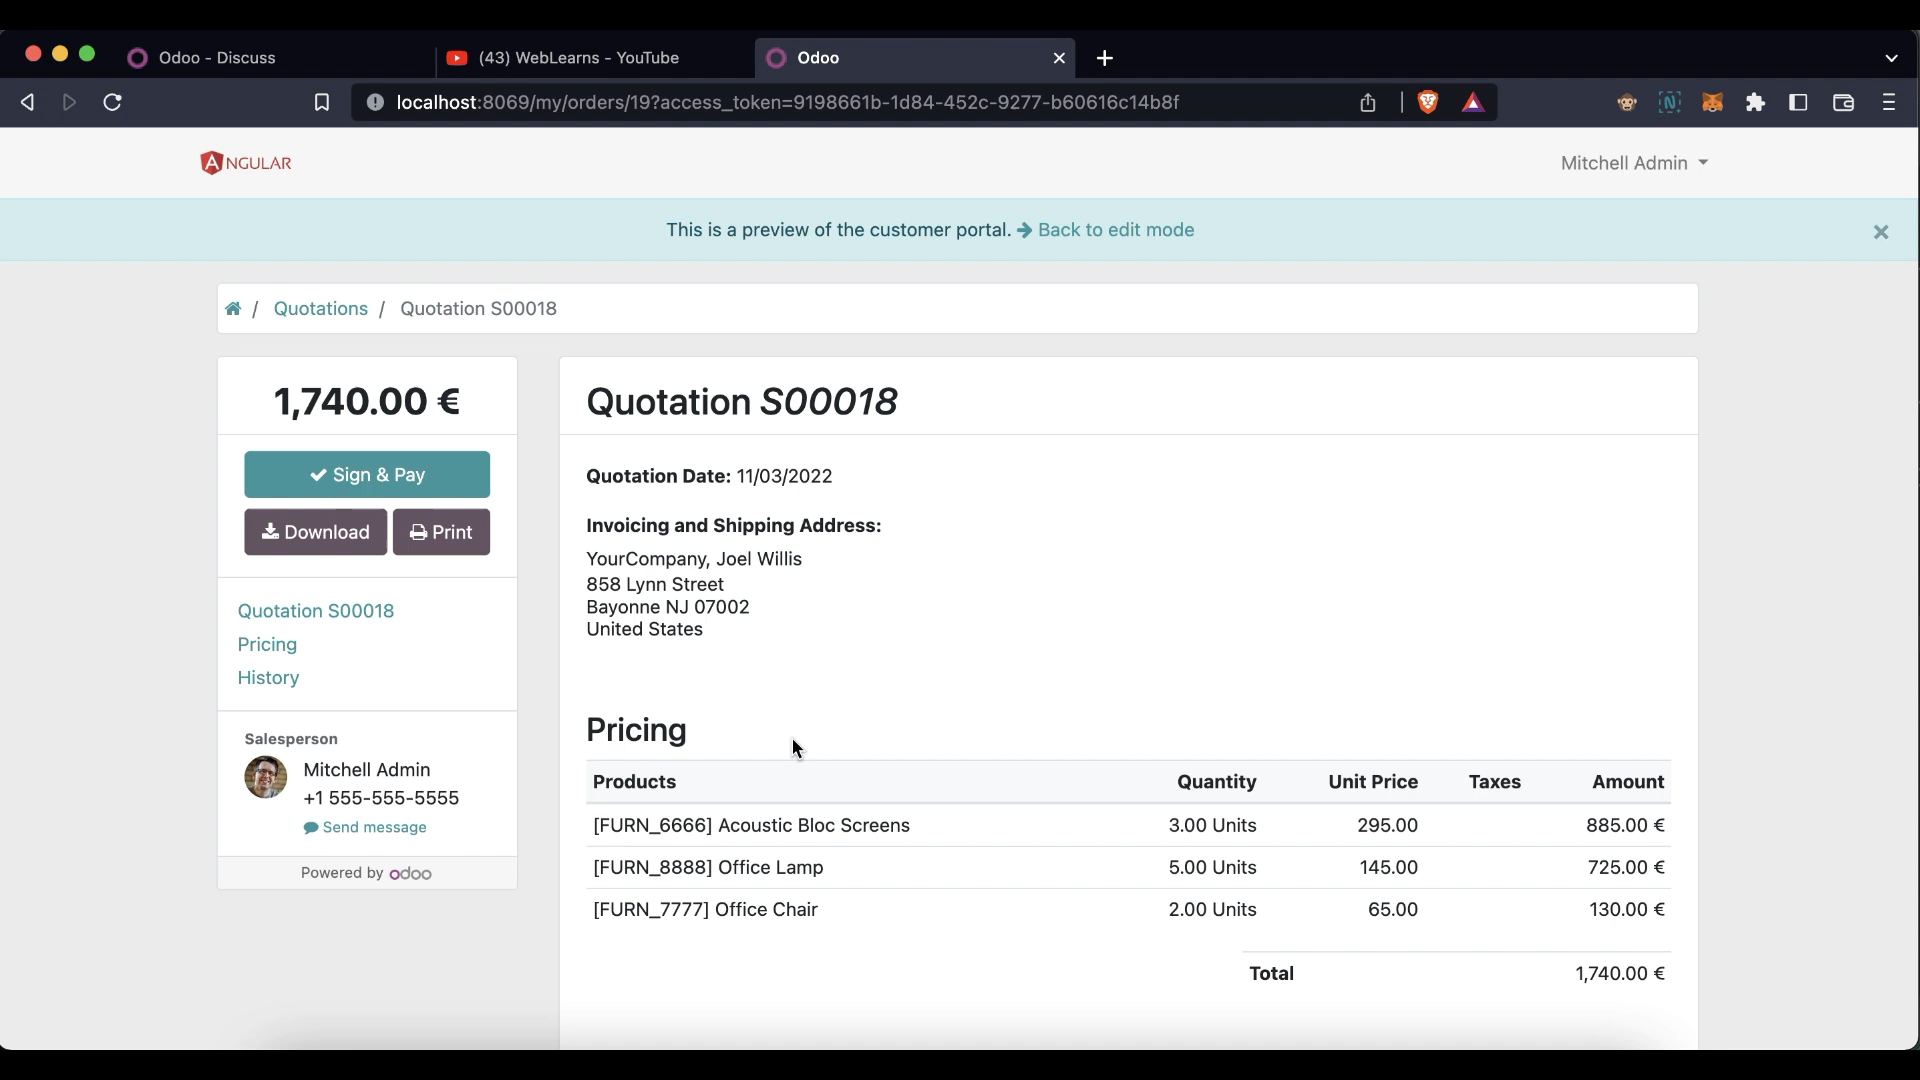 Odoo - Discuss
(43) WebLearns - YouTube
Odoo
localhost:8069/my/orders/19?access_token=9198661b-1d84-452c-9277-b60616c14b8f
ANGULAR
Mitchell Admin
This is a preview of the customer portal. Back to edit mode
/ Quotations / Quotation S00018
1,740.00 €
Sign & Pay
Download
Print
Quotation S00018
Pricing
History
Salesperson
Mitchell Admin
+1 555-555-5555
Send message
Powered by odoo
Quotation S00018
Quotation Date: 11/03/2022
Invoicing and Shipping Address:
YourCompany, Joel Willis
858 Lynn Street
Bayonne NJ 07002
United States
Pricing
Products Quantity Unit Price Taxes Amount
[FURN_6666] Acoustic Bloc Screens 3.00 Units 295.00 885.00 €
[FURN_8888] Office Lamp 5.00 Units 145.00 725.00 €
[FURN_7777] Office Chair 2.00 Units 65.00 130.00 €
Total 1,740.00 €